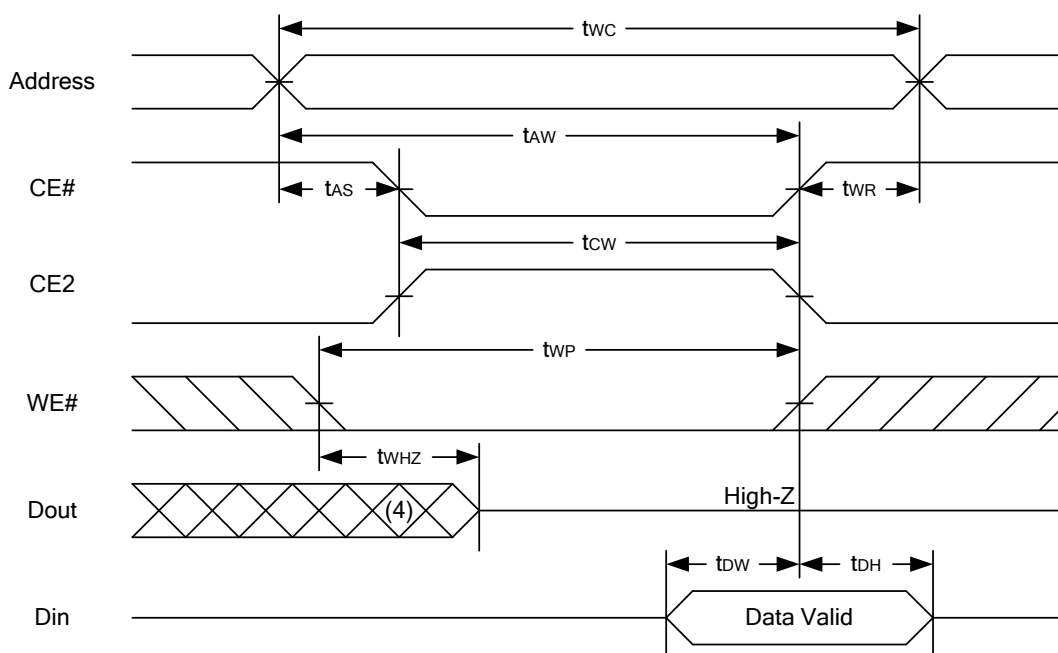 tWC
Address
tAW
CE#
tAS
tWR
tCW
CE2
tWP
WE#
tWHZ
Dout
(4)
High-Z
tDW
tDH
Din
Data Valid